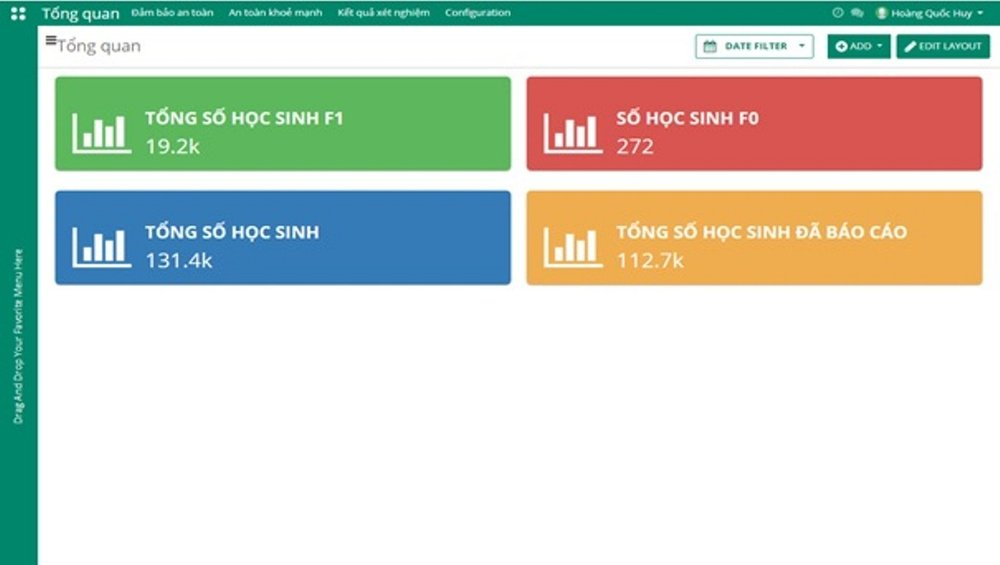 Tổng quan Đảm bảo an toàn An toàn khoẻ mạnh Kết quả xét nghiệm Configuration Hoàng Quốc Huy
Tổng quan DATE FILTER ADD EDIT LAYOUT
TỔNG SỐ HỌC SINH F1
19.2k
SỐ HỌC SINH F0
272
TỔNG SỐ HỌC SINH
131.4k
TỔNG SỐ HỌC SINH ĐÃ BÁO CÁO
112.7k
Drag And Drop Your Favorite Menu Here